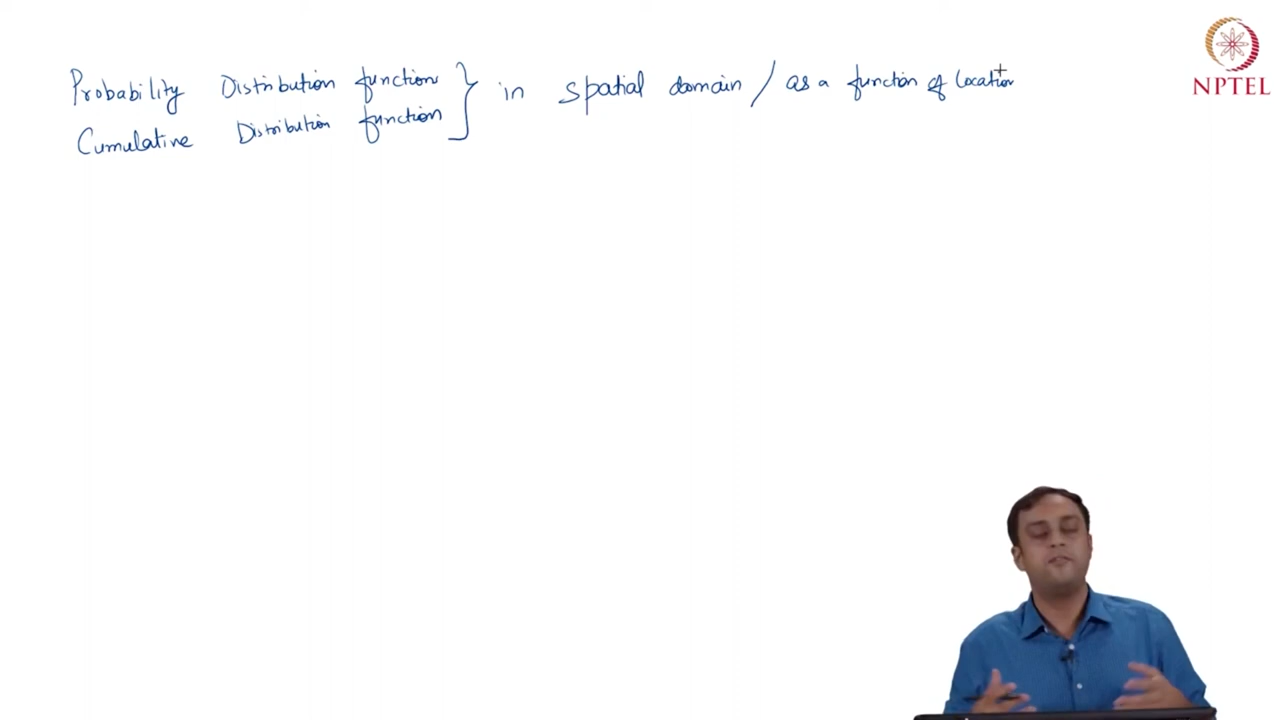 Probability Distribution function } in spatial domain / as a function of location
Cumulative Distribution function
NPTEL